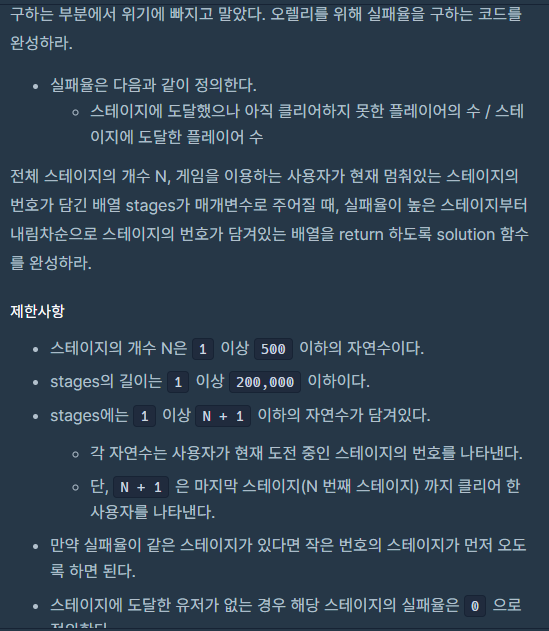 구하는 부분에서 위기에 빠지고 말았다. 오렐리를 위해 실패율을 구하는 코드를
완성하라.
• 실패율은 다음과 같이 정의한다.
◦ 스테이지에 도달했으나 아직 클리어하지 못한 플레이어의 수 / 스테
이지에 도달한 플레이어 수
전체 스테이지의 개수 N, 게임을 이용하는 사용자가 현재 멈춰있는 스테이지의
번호가 담긴 배열 stages가 매개변수로 주어질 때, 실패율이 높은 스테이지부터
내림차순으로 스테이지의 번호가 담겨있는 배열을 return 하도록 solution 함수
를 완성하라.
제한사항
• 스테이지의 개수 N은 1 이상 500 이하의 자연수이다.
• stages의 길이는 1 이상 200,000 이하이다.
• stages에는 1 이상 N + 1 이하의 자연수가 담겨있다.
◦ 각 자연수는 사용자가 현재 도전 중인 스테이지의 번호를 나타낸다.
◦ 단, N + 1 은 마지막 스테이지(N 번째 스테이지) 까지 클리어 한
사용자를 나타낸다.
• 만약 실패율이 같은 스테이지가 있다면 작은 번호의 스테이지가 먼저 오도
록 하면 된다.
• 스테이지에 도달한 유저가 없는 경우 해당 스테이지의 실패율은 0 으로